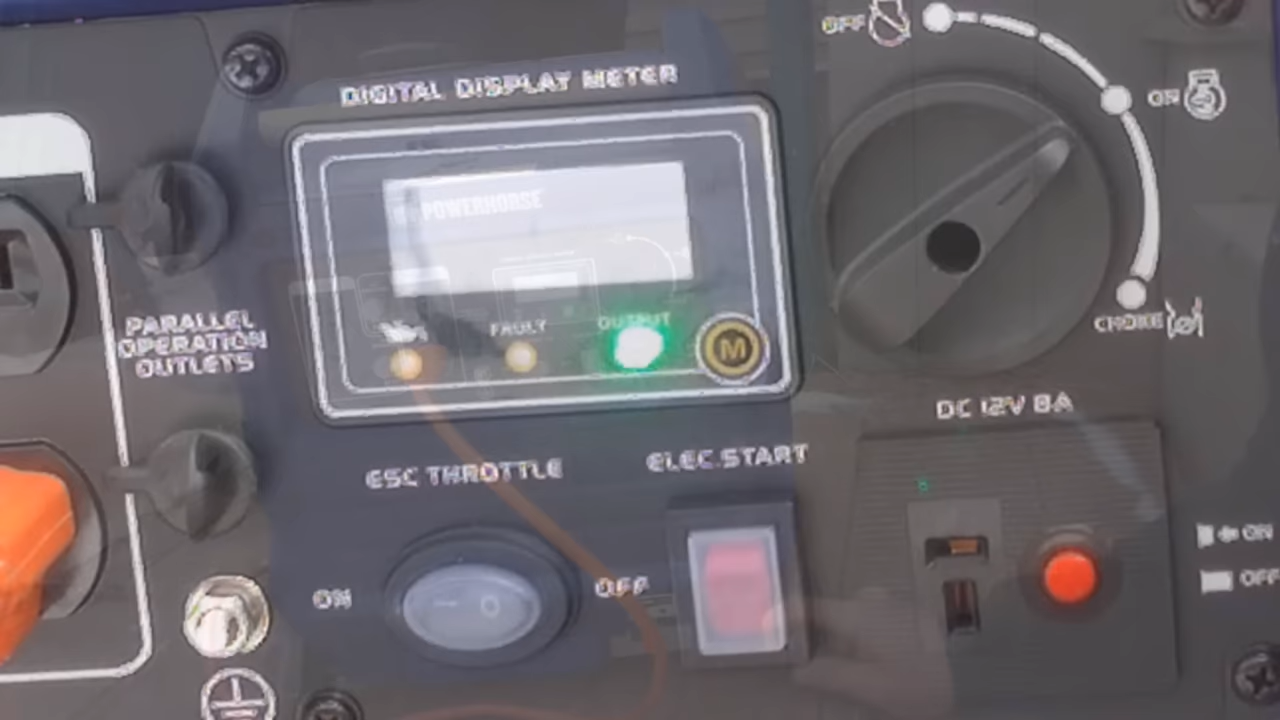 OFF
DIGITAL DISPLAY METER
ON
POWERHORSE
PARALLEL
OPERATION
OUTLETS
FAULT
OUTPUT
M
CHOKE
DC 12V 8A
ESC THROTTLE
ELEC.START
ON
OFF
ON
OFF